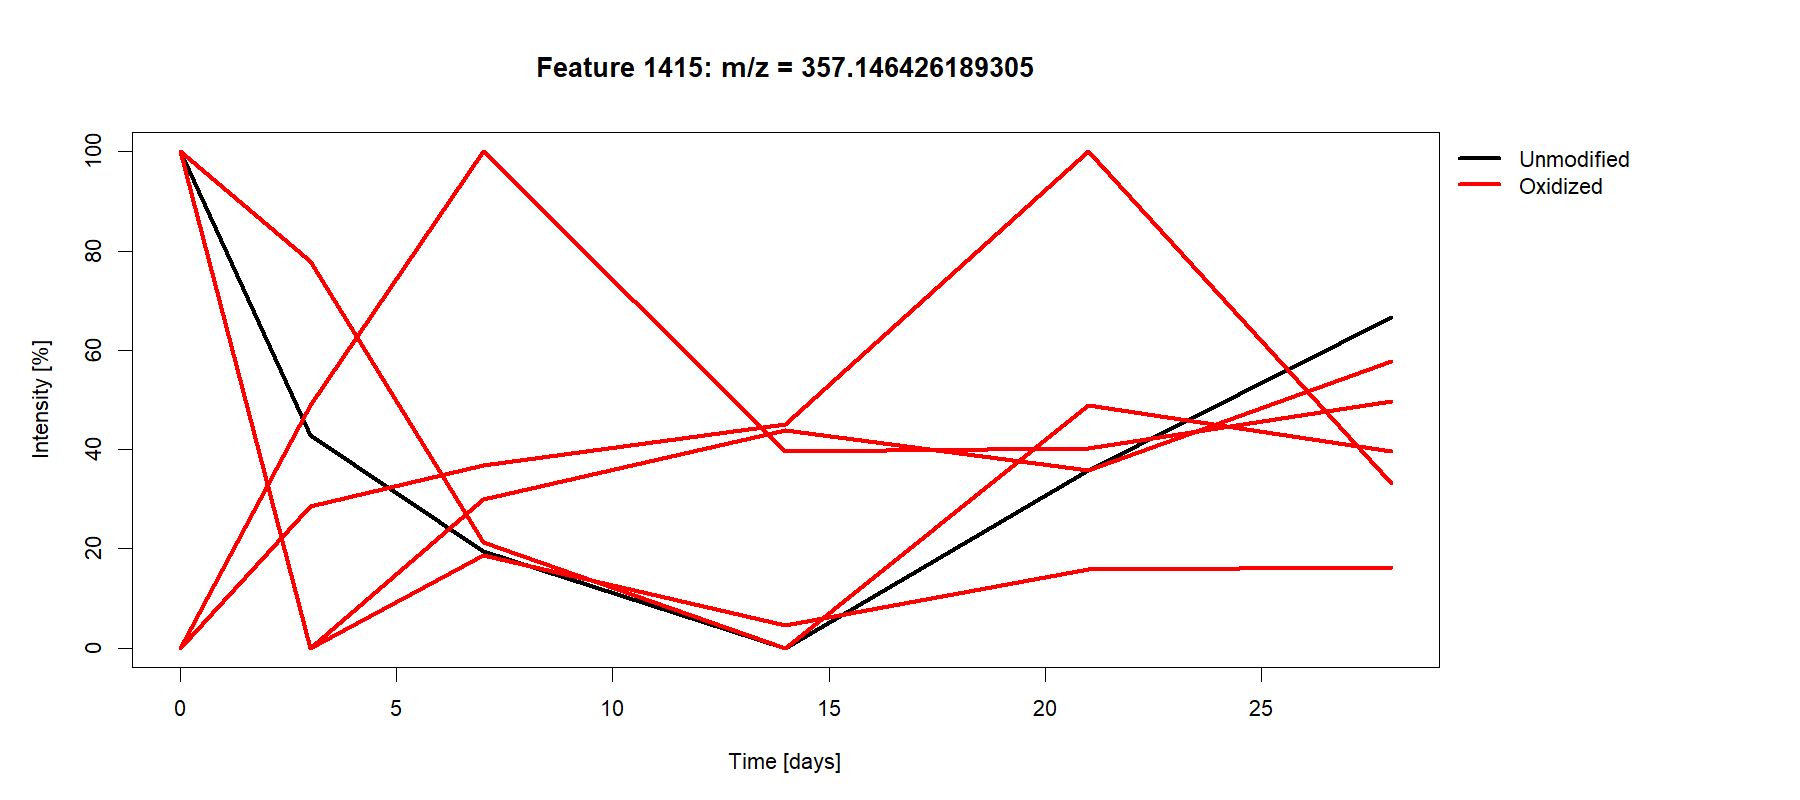 Feature 1415: m/z = 357.146426189305
Unmodified
Oxidized
100
80
60
40
20
0
Intensity [%]
0 5 10 15 20 25
Time [days]